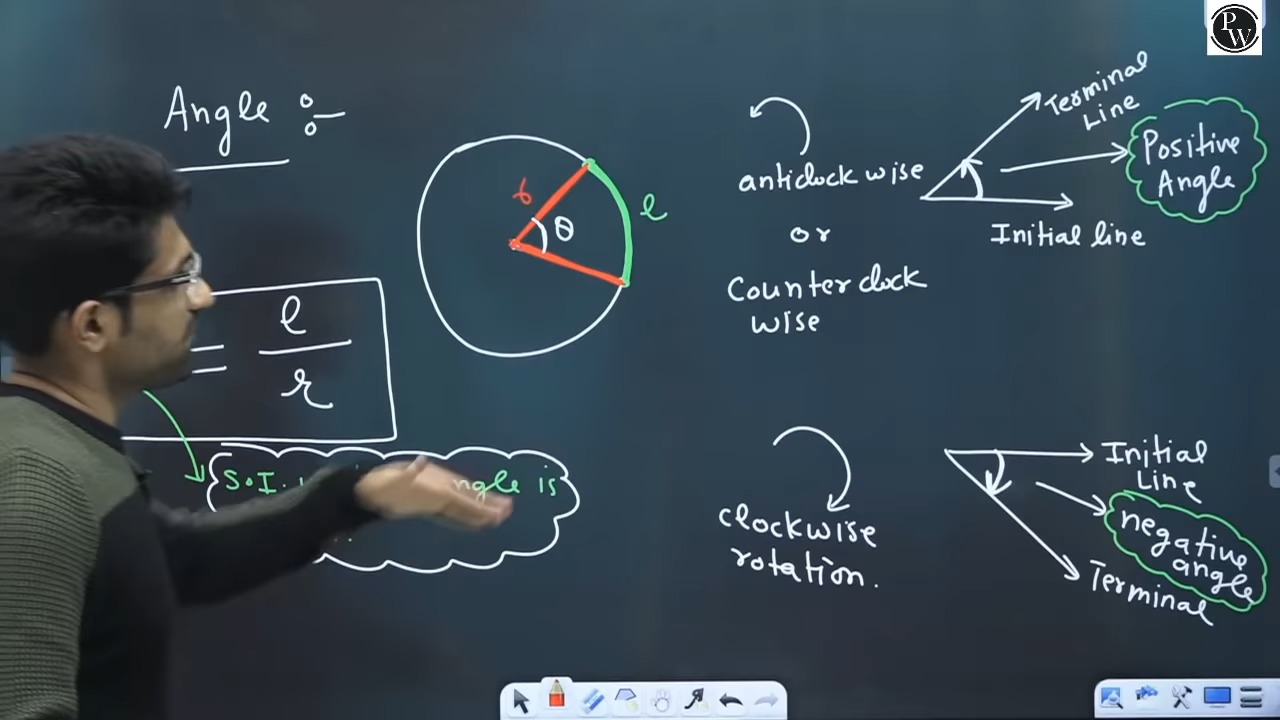 Angle :-
r
θ
l
= l
r
S.I. angle is
anticlockwise
or
Counterclock
wise
Terminal
Line
Initial line
Positive
Angle
clockwise
rotation.
Initial
Line
Terminal
negative
angle
PW